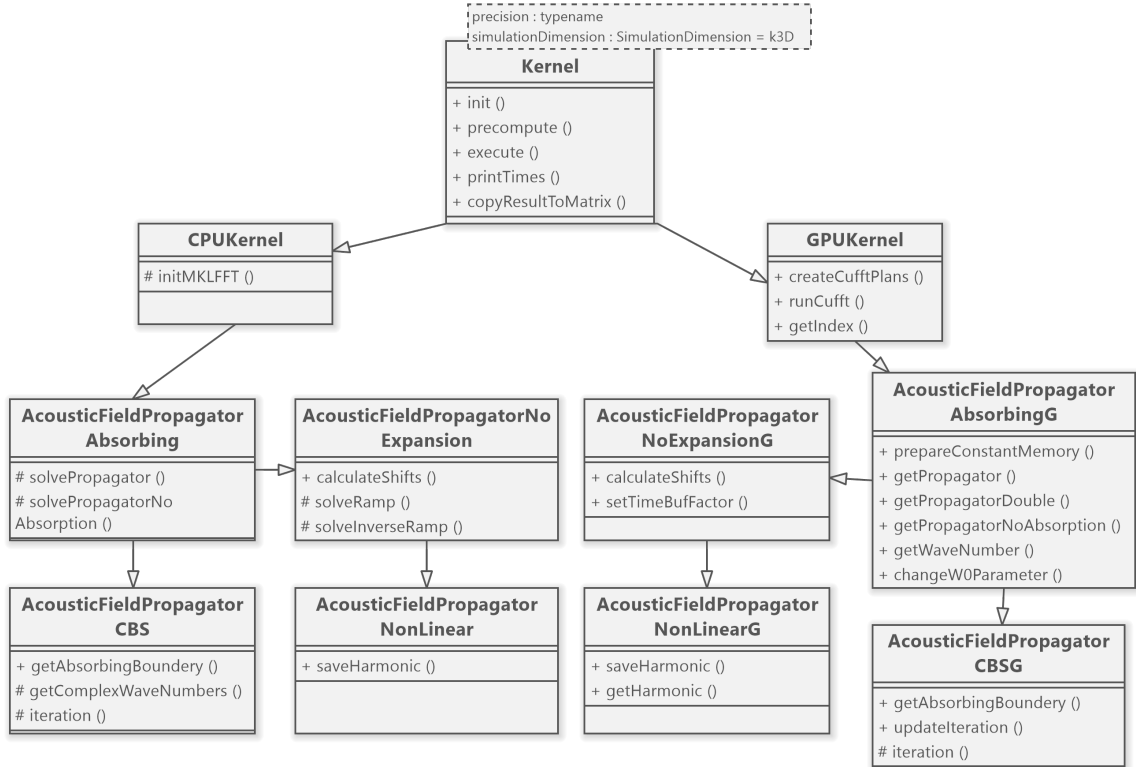 precision : typename
simulationDimension : SimulationDimension = k3D
Kernel
+ init ()
+ precompute ()
+ execute ()
+ printTimes ()
+ copyResultToMatrix ()
CPUKernel
# initMKLFFT ()
GPUKernel
+ createCufftPlans ()
+ runCufft ()
+ getIndex ()
AcousticFieldPropagator
Absorbing
# solvePropagator ()
# solvePropagatorNo
Absorption ()
AcousticFieldPropagatorNo
Expansion
+ calculateShifts ()
# solveRamp ()
# solveInverseRamp ()
AcousticFieldPropagator
NoExpansionG
+ calculateShifts ()
+ setTimeBufFactor ()
AcousticFieldPropagator
AbsorbingG
+ prepareConstantMemory ()
+ getPropagator ()
+ getPropagatorDouble ()
+ getPropagatorNoAbsorption ()
+ getWaveNumber ()
+ changeW0Parameter ()
AcousticFieldPropagator
CBS
+ getAbsorbingBoundery ()
# getComplexWaveNumbers ()
# iteration ()
AcousticFieldPropagator
NonLinear
+ saveHarmonic ()
AcousticFieldPropagator
NonLinearG
+ saveHarmonic ()
+ getHarmonic ()
AcousticFieldPropagator
CBSG
+ getAbsorbingBoundery ()
+ updateIteration ()
# iteration ()